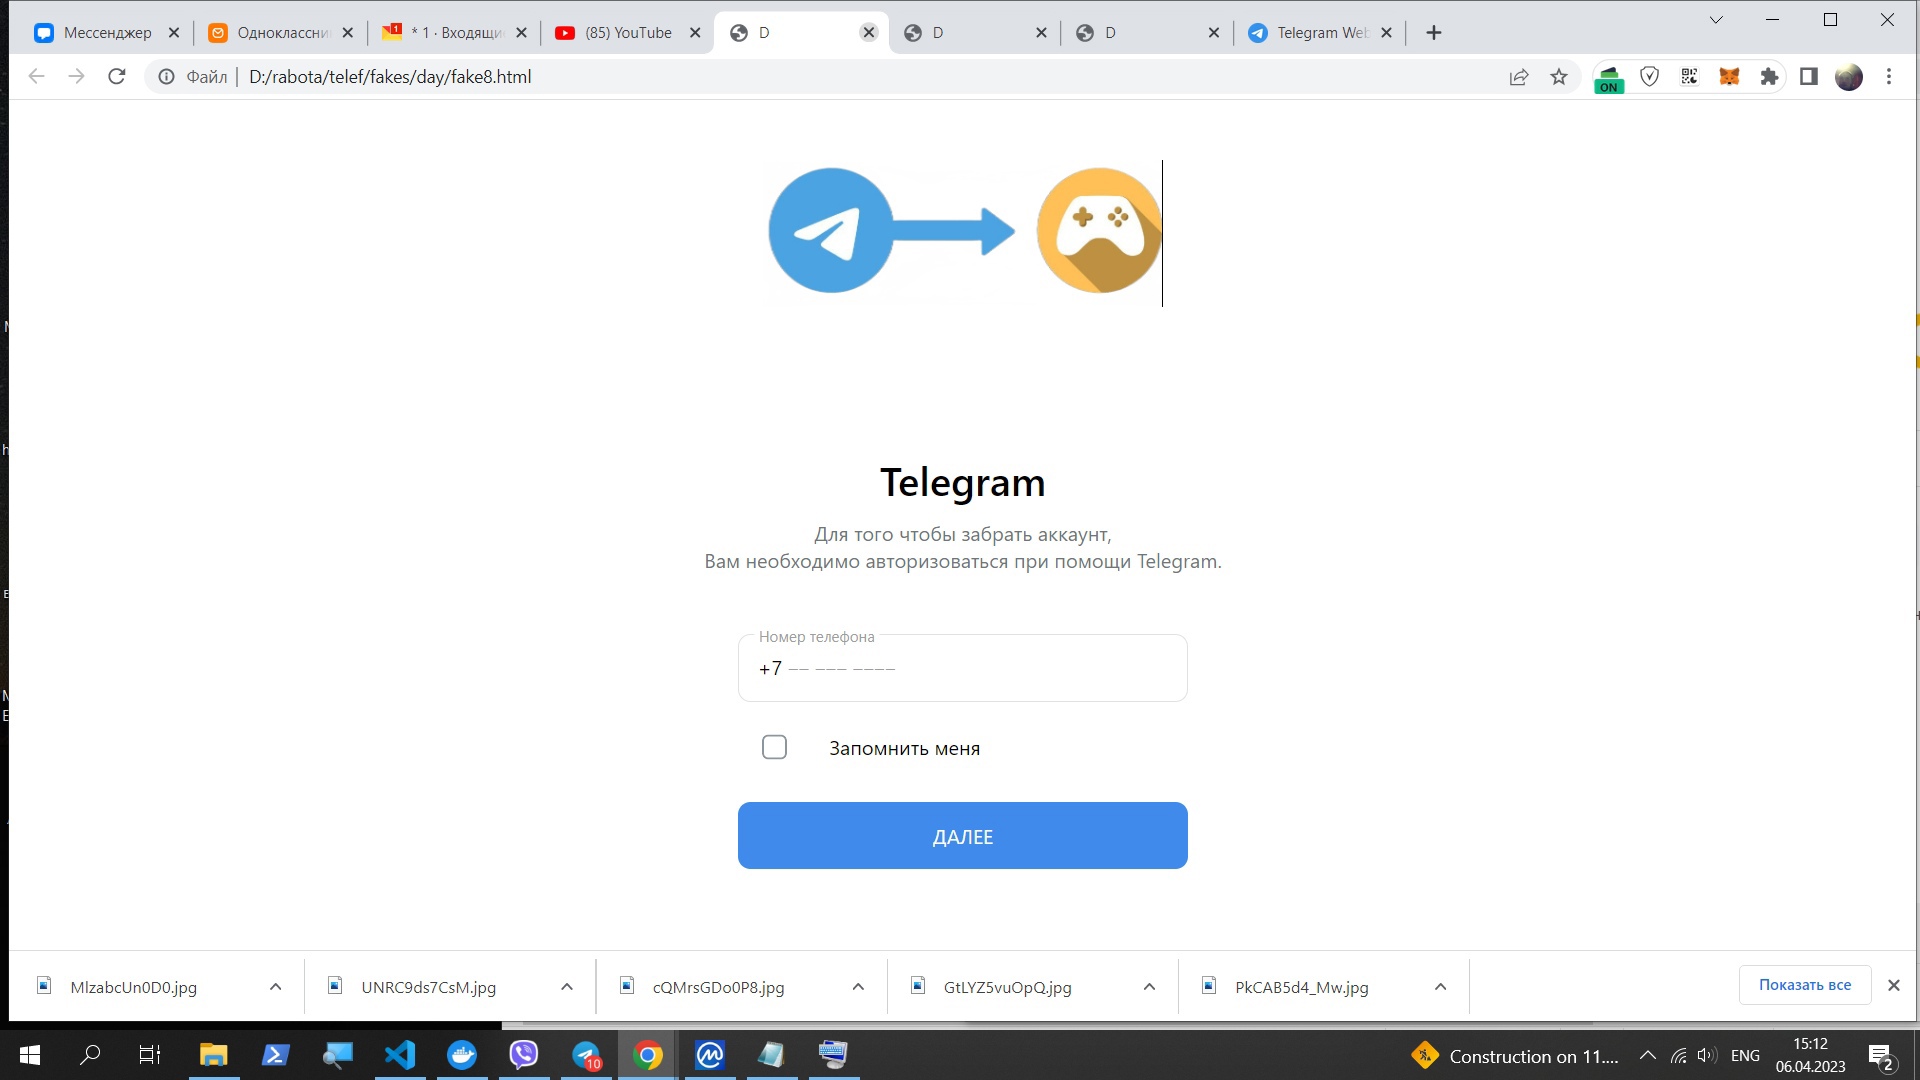 Мессенджер
Одноклассни
* 1 · Входящие
(85) YouTube
D
D
D
Telegram Web
Файл
D:/rabota/telef/fakes/day/fake8.html
ON
Telegram
Для того чтобы забрать аккаунт,
Вам необходимо авторизоваться при помощи Telegram.
Номер телефона
+7 –– ––– ––––
Запомнить меня
ДАЛЕЕ
MlzabcUn0D0.jpg
UNRC9ds7CsM.jpg
cQMrsGDo0P8.jpg
GtLYZ5vuOpQ.jpg
PkCAB5d4_Mw.jpg
Показать все
10
Construction on 11....
ENG
15:12
06.04.2023
2